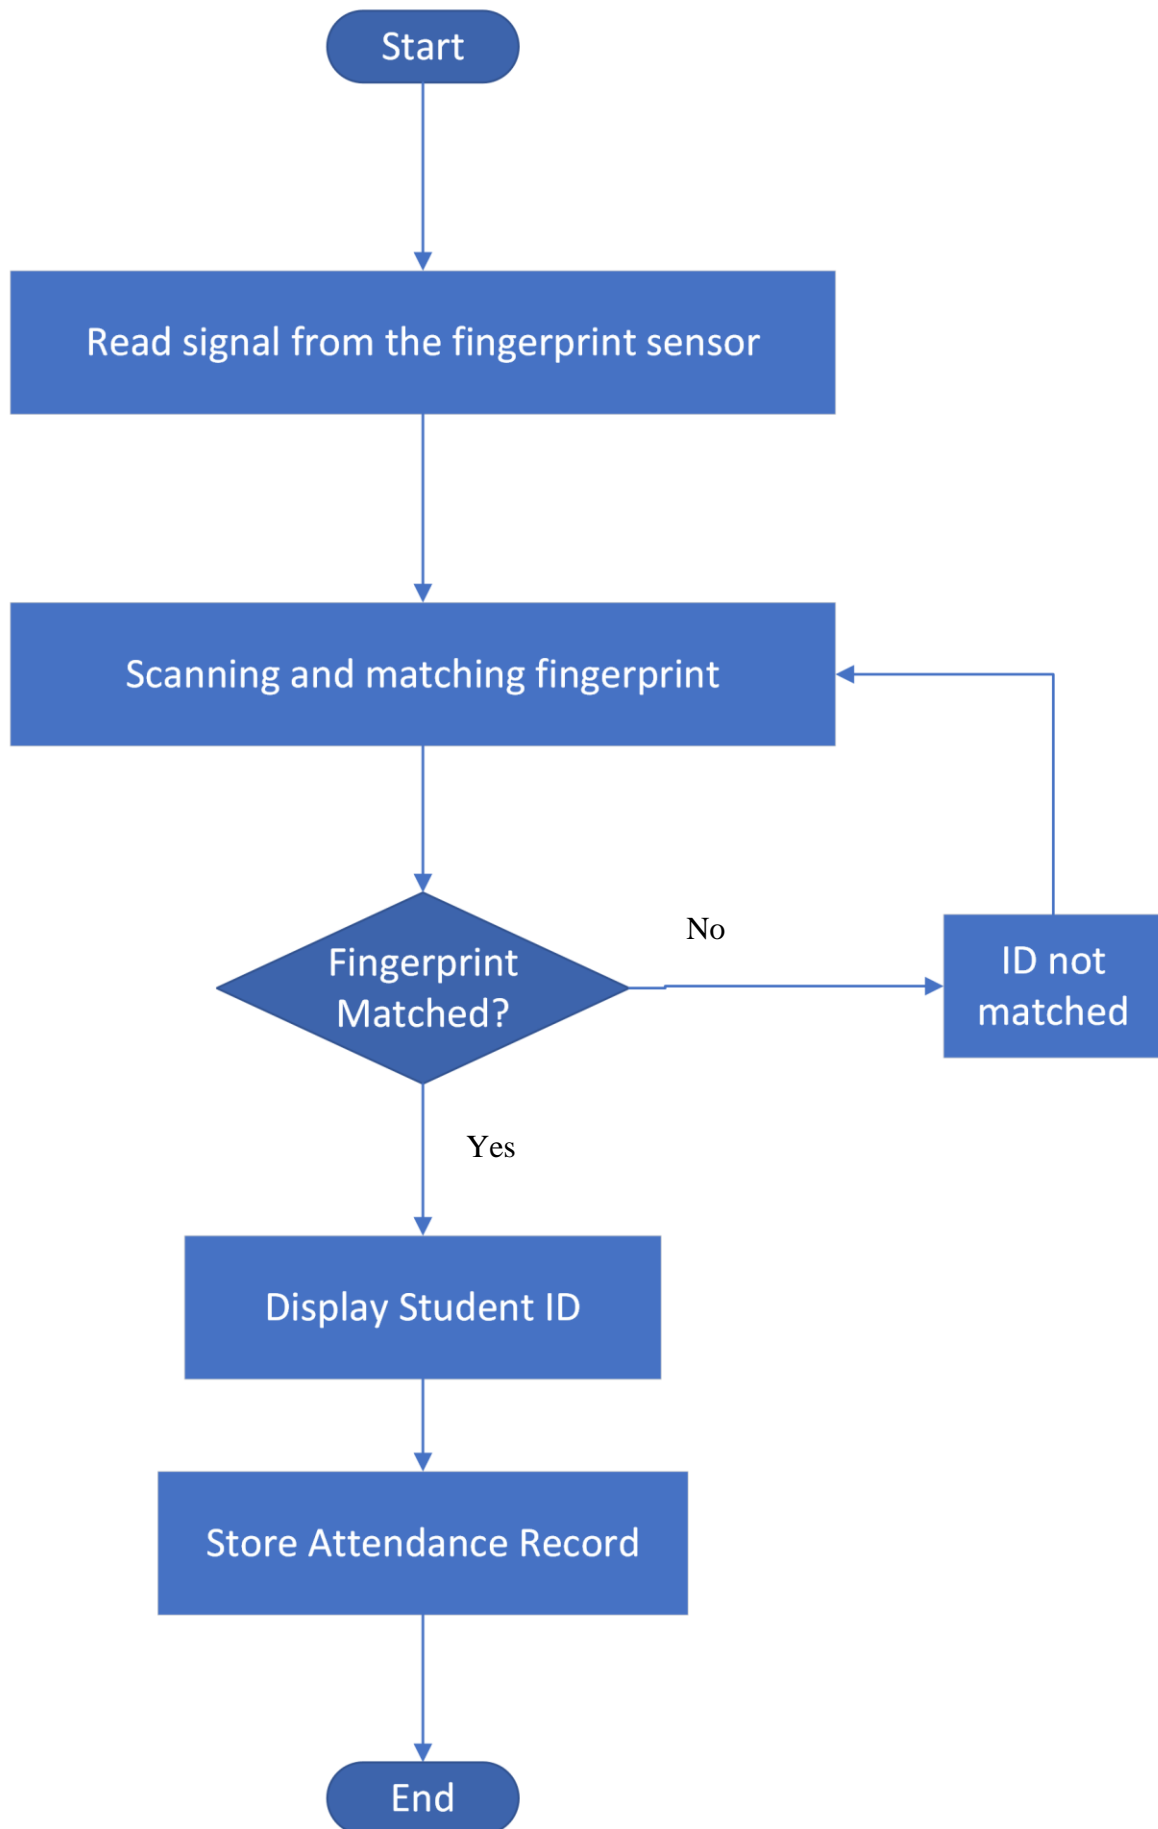 Start
Read signal from the fingerprint sensor
Scanning and matching fingerprint
Fingerprint
Matched?
No
ID not
matched
Yes
Display Student ID
Store Attendance Record
End